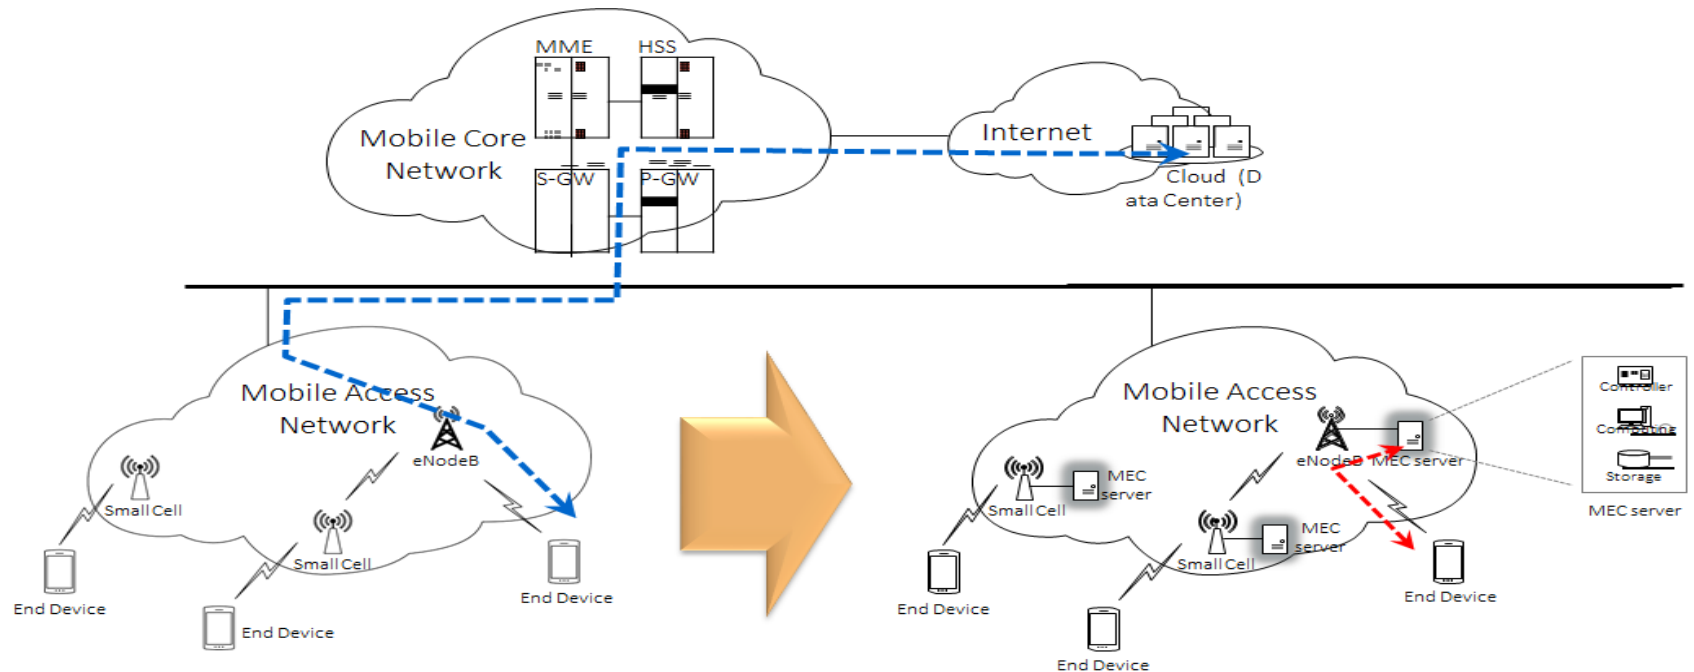 MME
HSS
Mobile Core
Network
S-GW
P-GW
Internet
Cloud (D
ata Center)
Mobile Access
Network
eNodeB
Small Cell
Small Cell
End Device
End Device
End Device
Mobile Access
Network
eNodeB
MEC server
MEC
server
Small Cell
MEC
server
Small Cell
End Device
End Device
End Device
Controller
Computing
Storage
MEC server